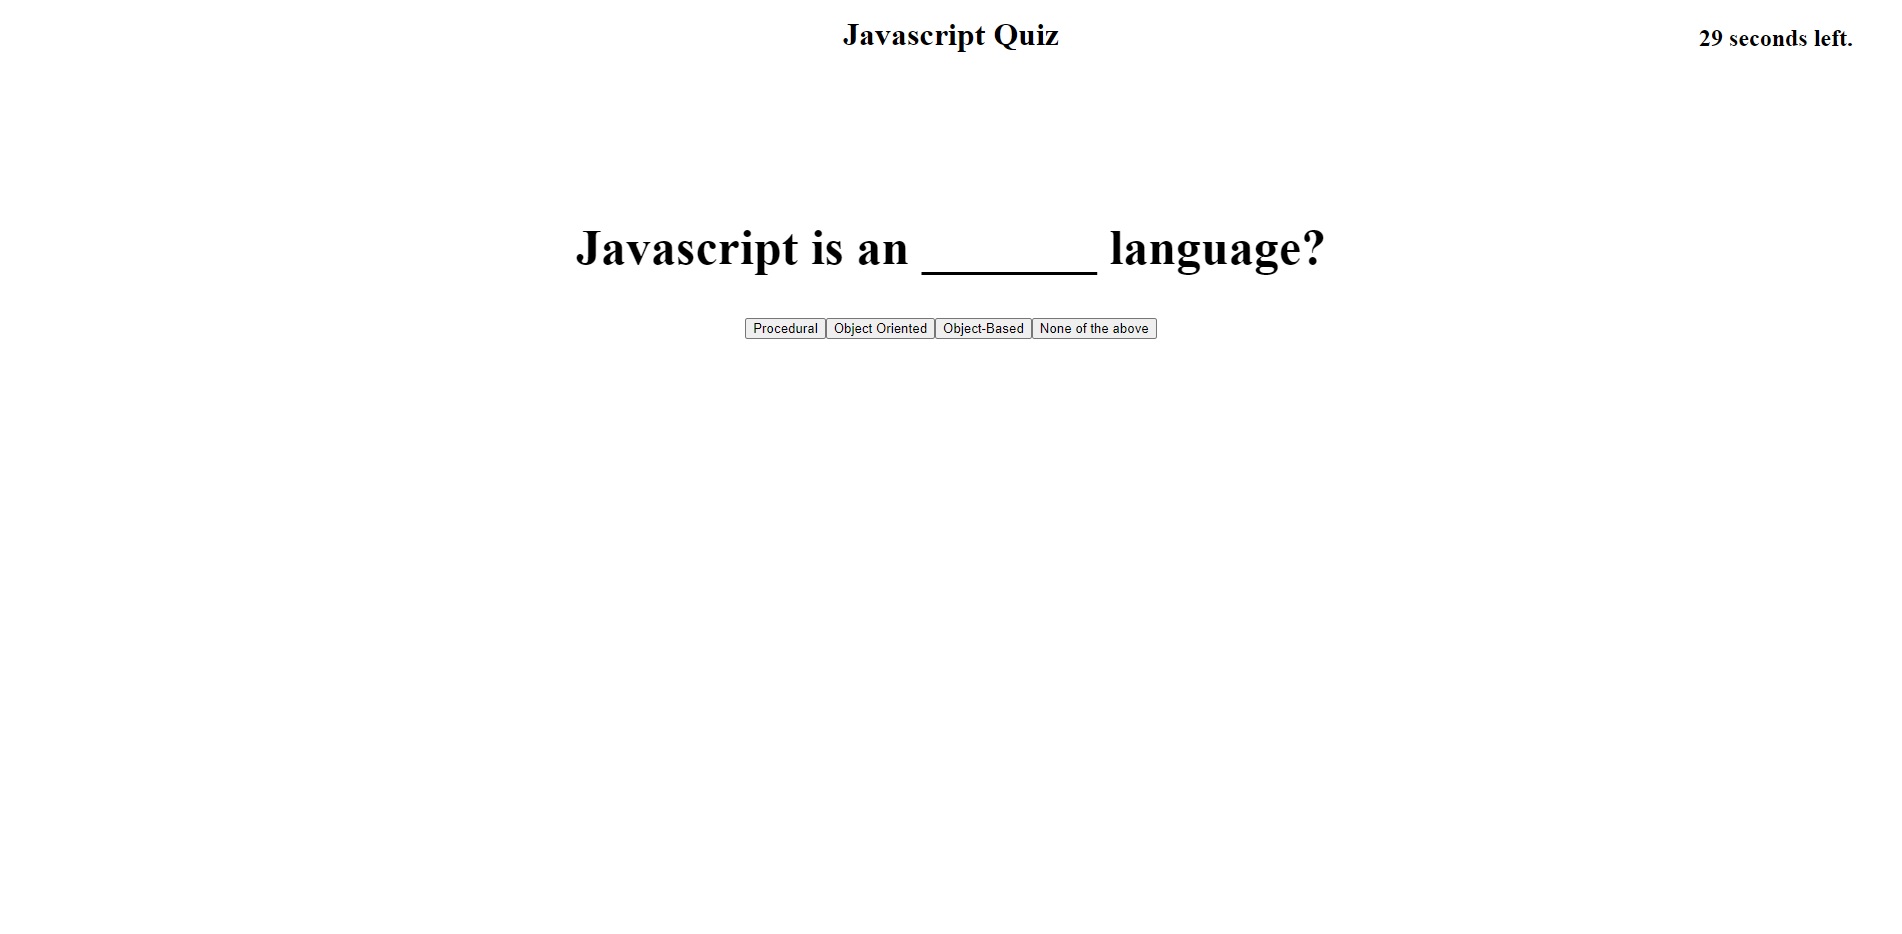 Javascript Quiz
29 seconds left.
Javascript is an _______ language?
Procedural Object Oriented Object-Based None of the above